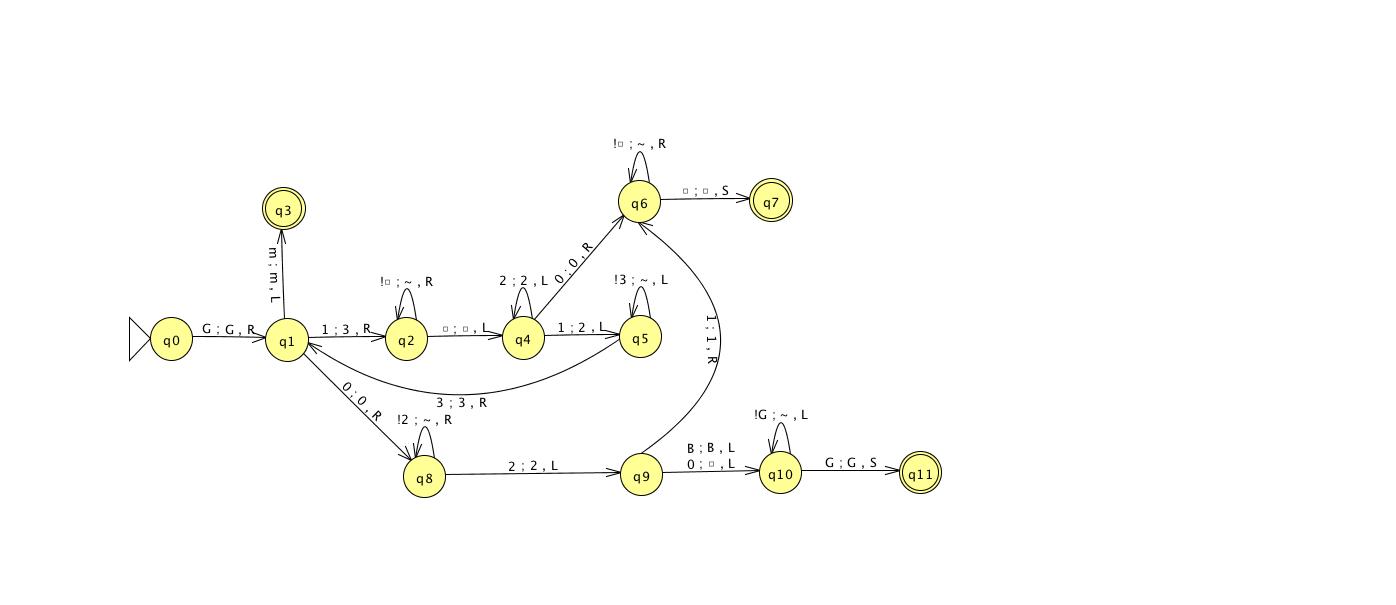 !□ ; ~ , R
□ ; □ , S
q6
q7
q3
m ; m , L
0 ; 0 , R
!□ ; ~ , R
2 ; 2 , L
!3 ; ~ , L
G ; G , R
1 ; 3 , R
□ ; □ , L
1 ; 2 , L
1 ; 1 , R
q0
q1
q2
q4
q5
3 ; 3 , R
0 ; 0 , R
!2 ; ~ , R
!G ; ~ , L
B ; B , L
0 ; □ , L
2 ; 2 , L
G ; G , S
q8
q9
q10
q11